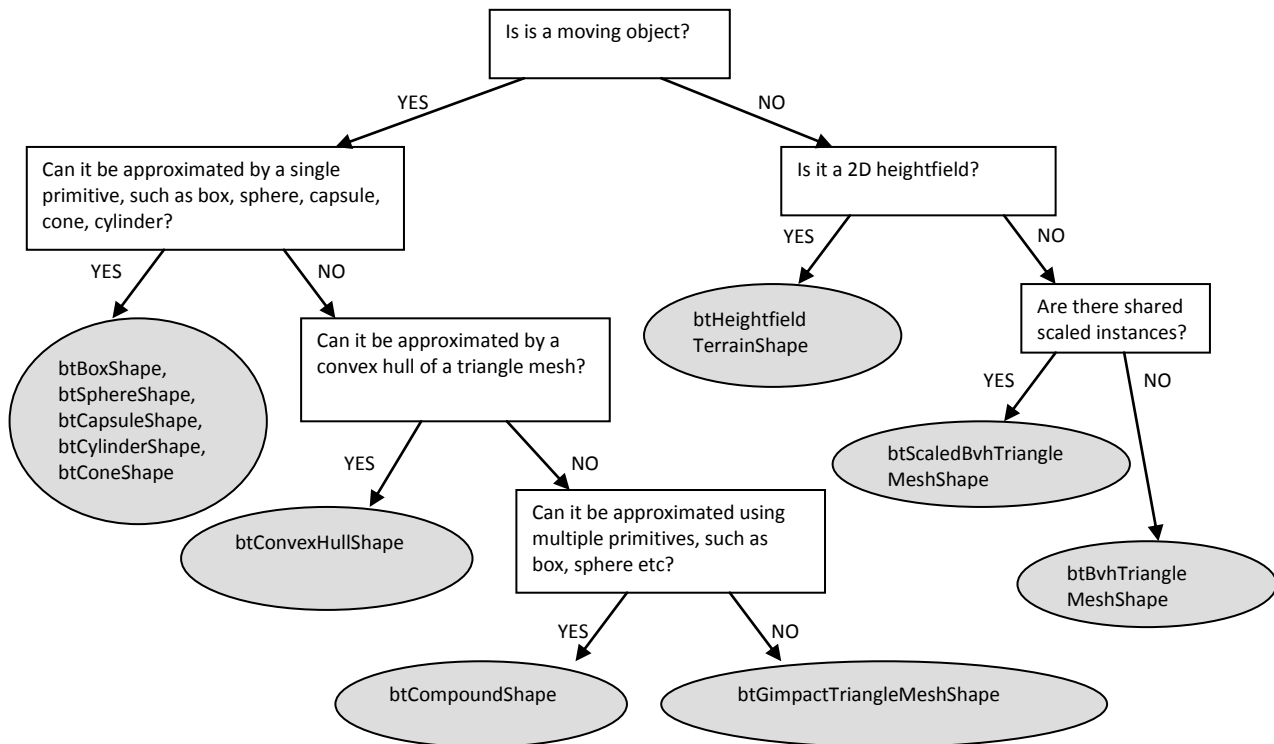 Is is a moving object?
YES
NO
Can it be approximated by a single
primitive, such as box, sphere, capsule,
cone, cylinder?
Is it a 2D heightfield?
YES
NO
YES
NO
btBoxShape,
btSphereShape,
btCapsuleShape,
btCylinderShape,
btConeShape
Can it be approximated by a
convex hull of a triangle mesh?
btHeightfield
TerrainShape
Are there shared
scaled instances?
YES
NO
YES
NO
btConvexHullShape
Can it be approximated using
multiple primitives, such as
box, sphere etc?
btScaledBvhTriangle
MeshShape
btBvhTriangle
MeshShape
YES
NO
btCompoundShape
btGimpactTriangleMeshShape